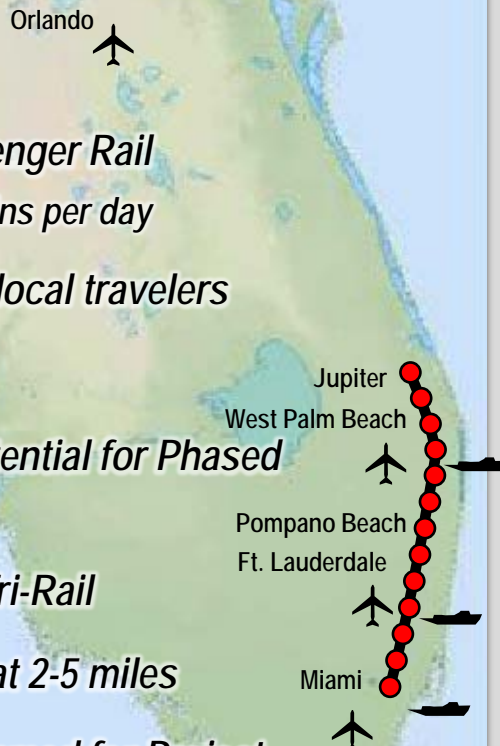 Orlando
enger Rail
ns per day
local travelers
Jupiter
West Palm Beach
ential for Phased
Pompano Beach
Ft. Lauderdale
ri-Rail
at 2-5 miles
Miami